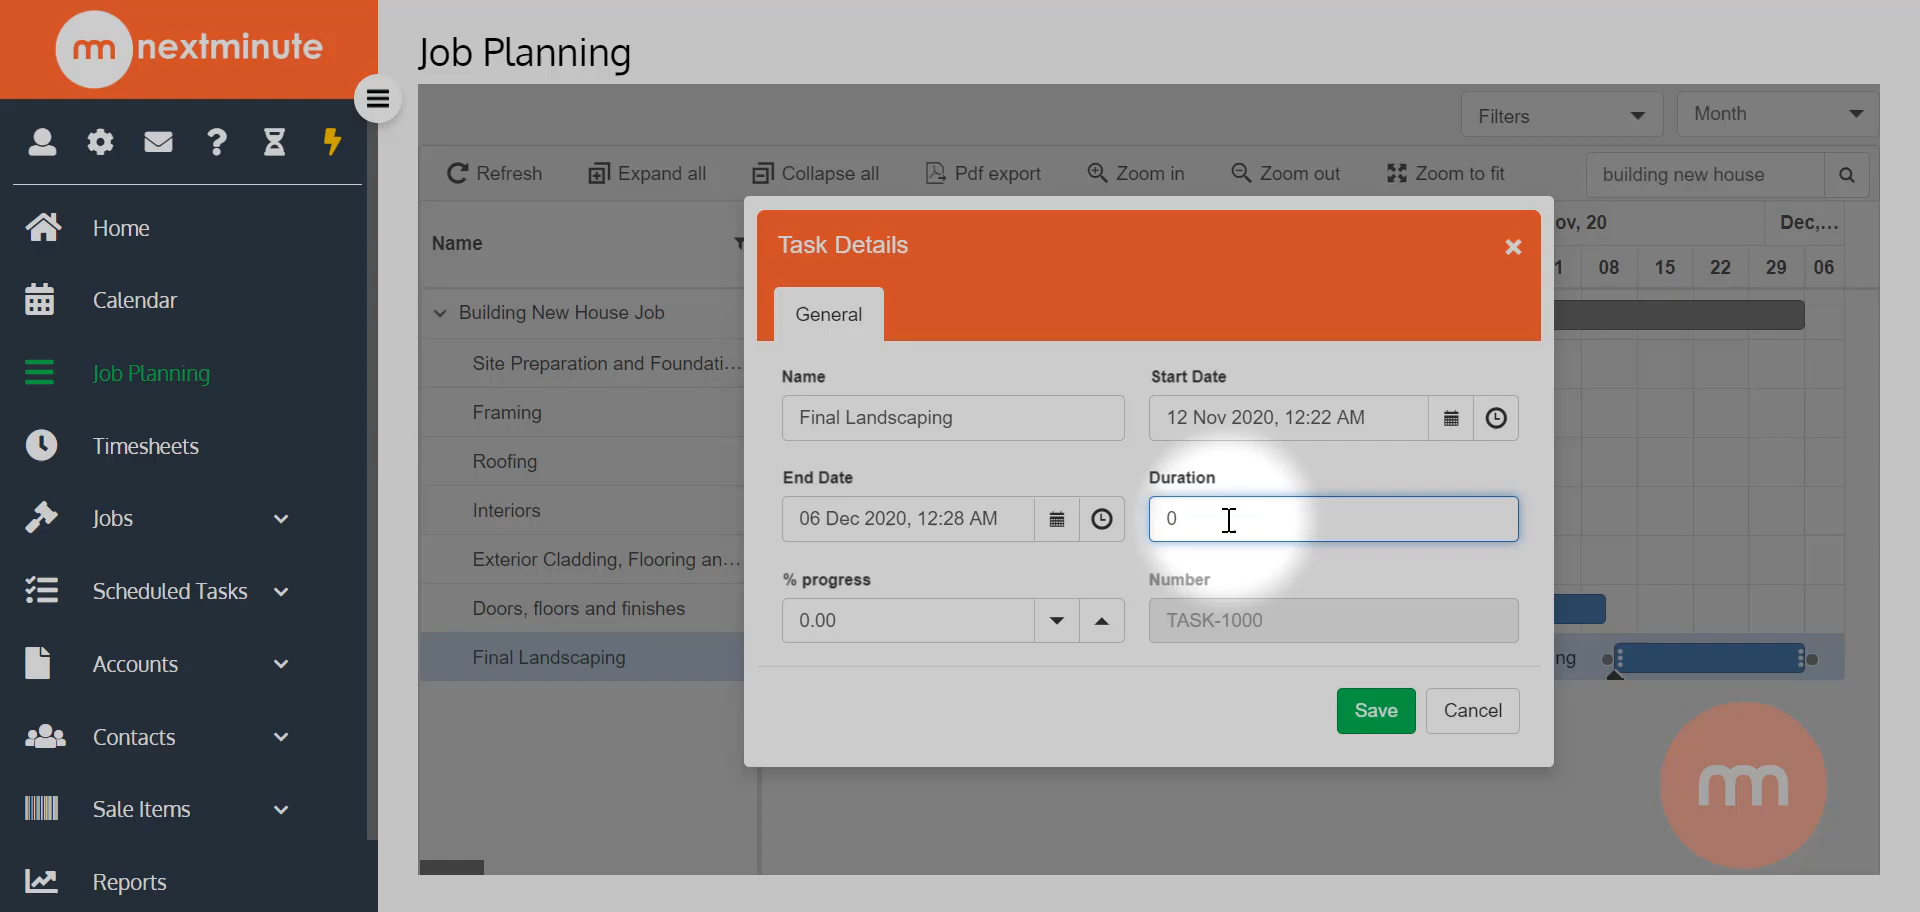 nextminute
Job Planning
Filters
Month
Refresh
Expand all
Collapse all
Pdf export
Zoom in
Zoom out
Zoom to fit
building new house
Home
Calendar
Job Planning
Timesheets
Jobs
Scheduled Tasks
Accounts
Contacts
Sale Items
Reports
Name
ov, 20
Dec,...
1
08
15
22
29
06
Building New House Job
Site Preparation and Foundati...
Framing
Roofing
Interiors
Exterior Cladding, Flooring an...
Doors, floors and finishes
Final Landscaping
ng
Task Details
General
Name
Start Date
Final Landscaping
12 Nov 2020, 12:22 AM
End Date
Duration
06 Dec 2020, 12:28 AM
0
% progress
Number
0.00
TASK-1000
Save
Cancel